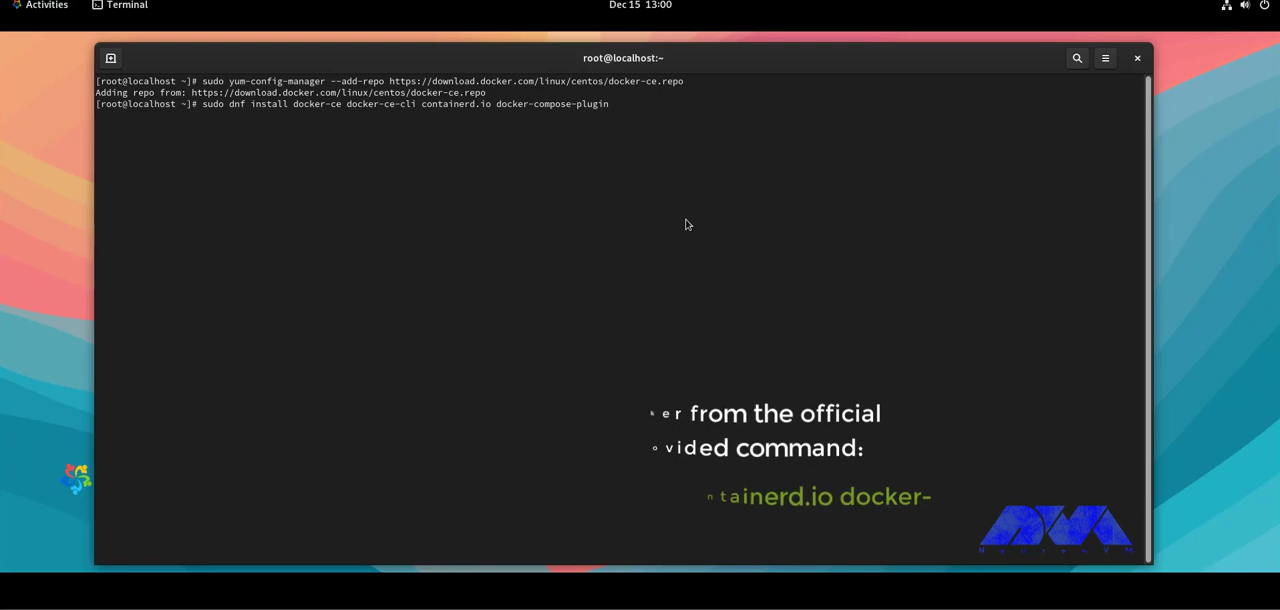 Activities
Terminal
Dec 15 13:00
root@localhost:~
[root@localhost ~]# sudo yum-config-manager --add-repo https://download.docker.com/linux/centos/docker-ce.repo
Adding repo from: https://download.docker.com/linux/centos/docker-ce.repo
[root@localhost ~]# sudo dnf install docker-ce docker-ce-cli containerd.io docker-compose-plugin
ker from the official
ovided command:
ntainerd.io docker-